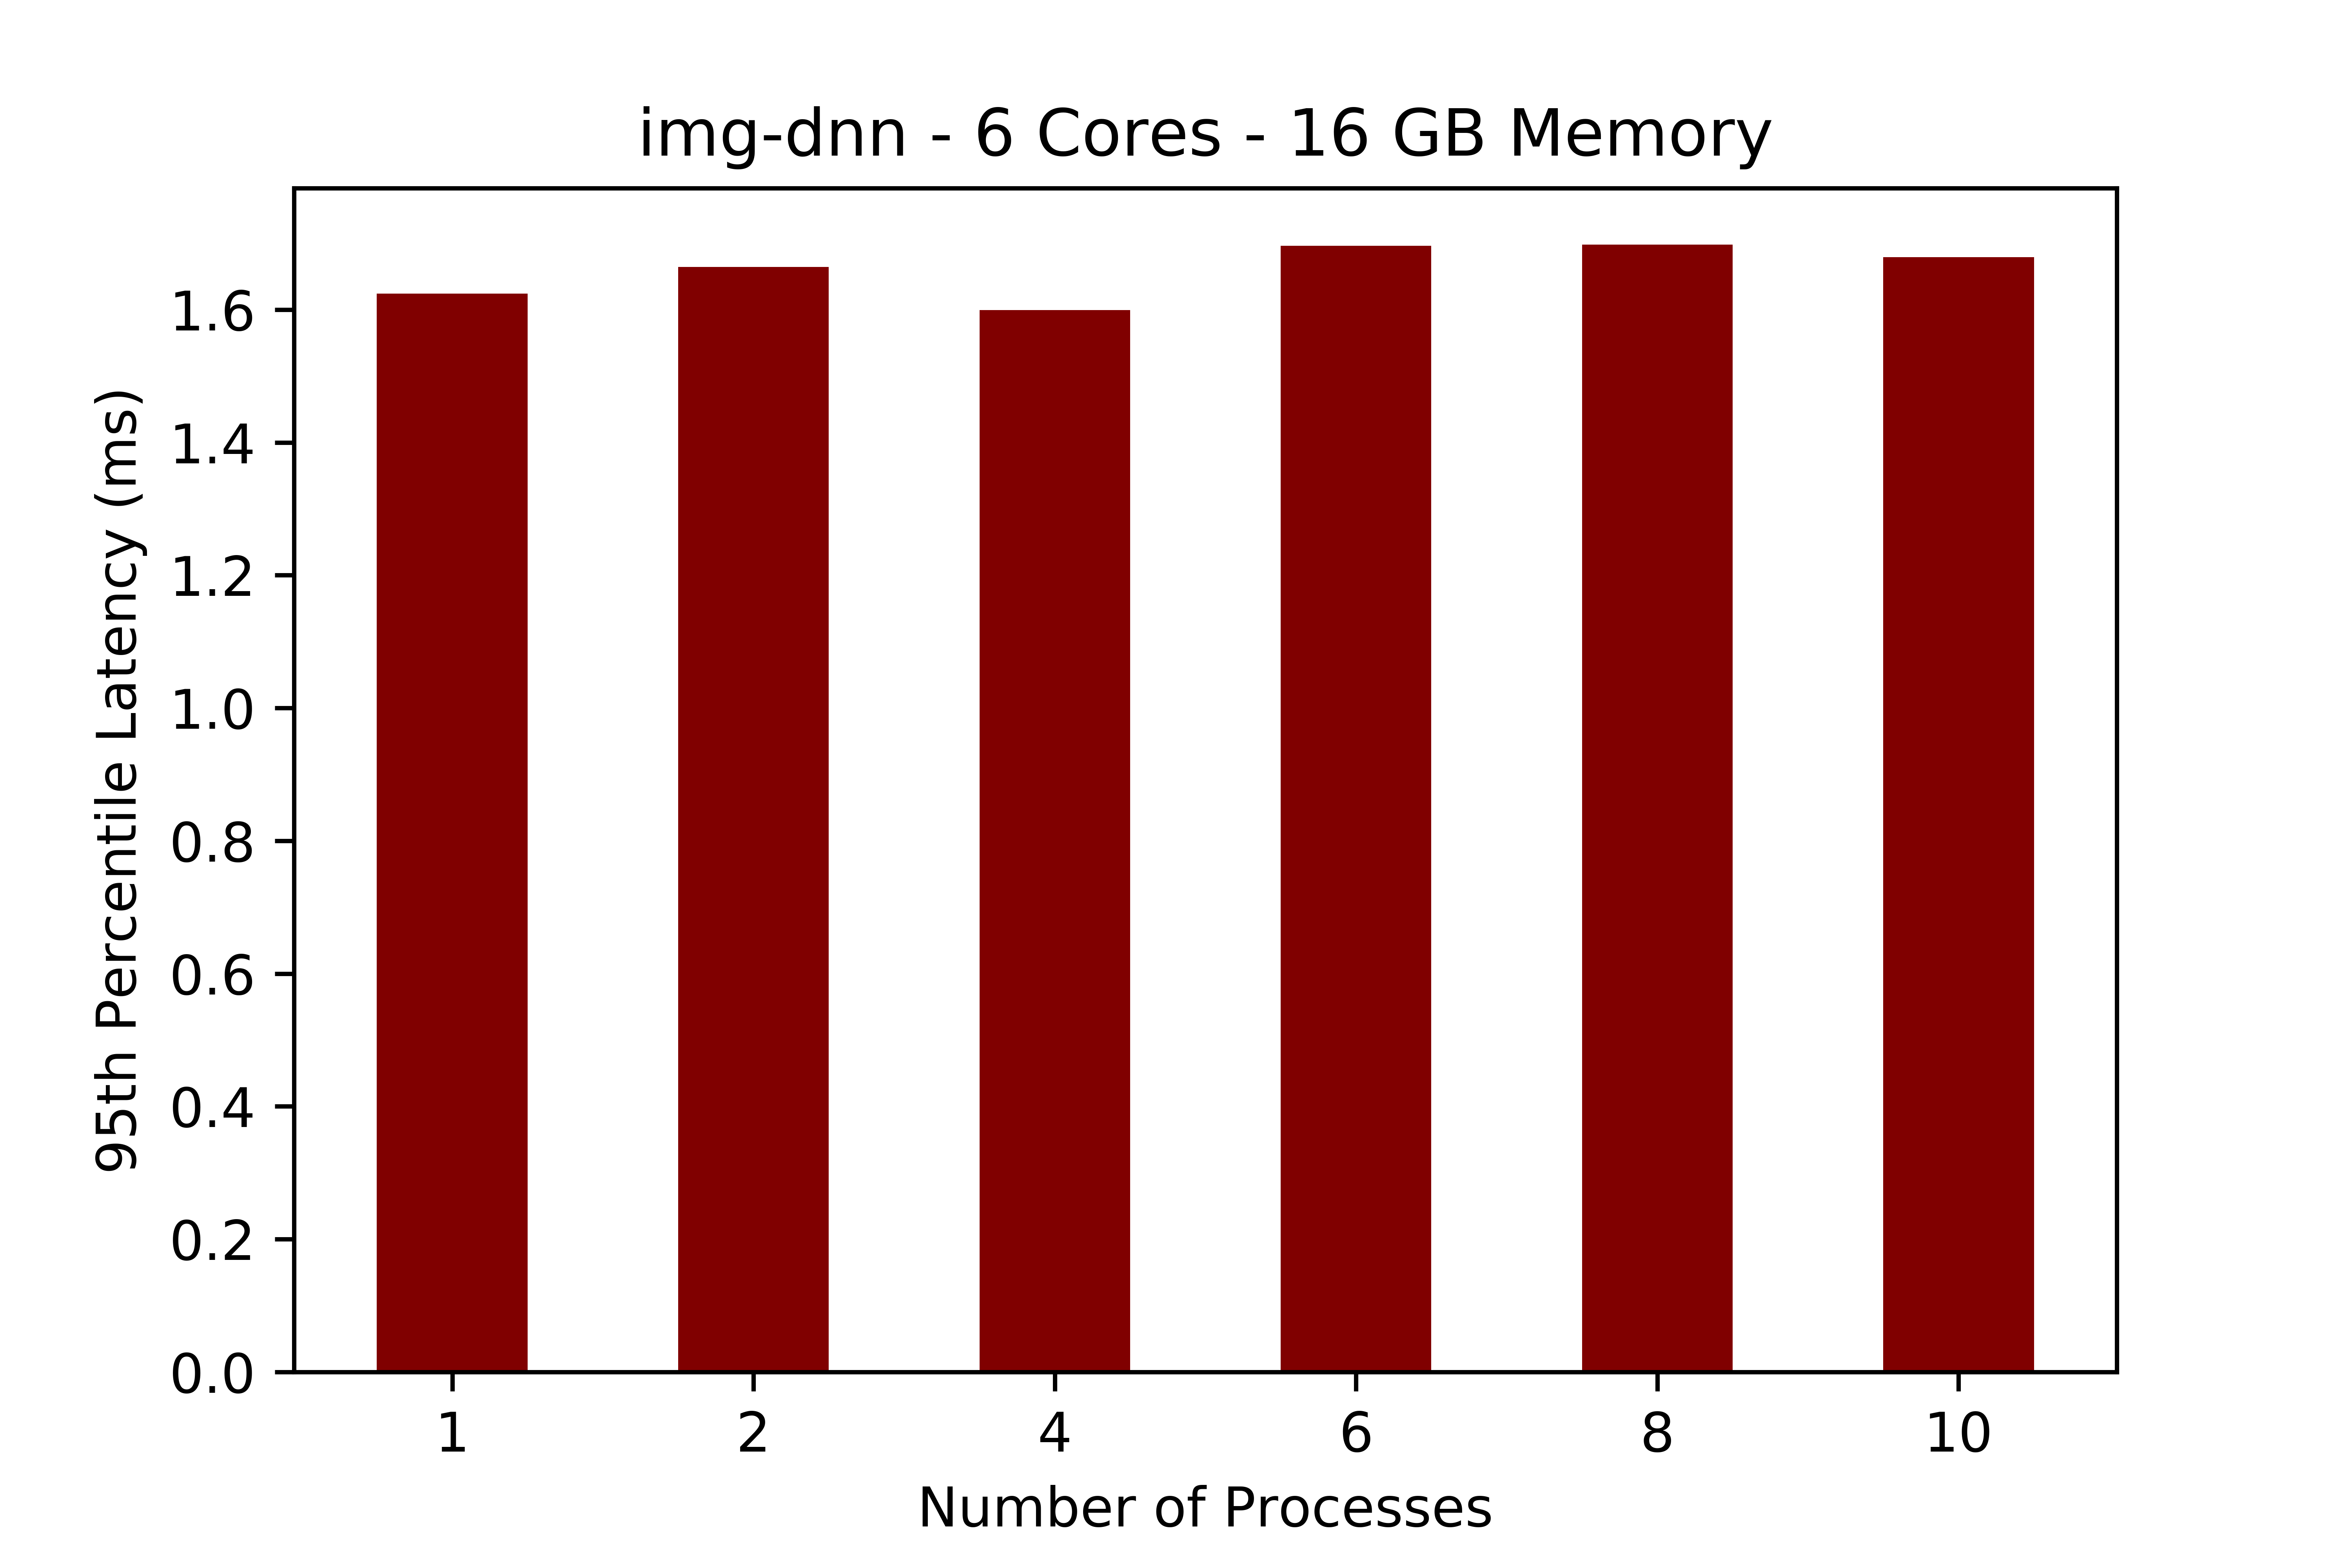 img-dnn - 6 Cores - 16 GB Memory
95th Percentile Latency (ms)
1.6
1.4
1.2
1.0
0.8
0.6
0.4
0.2
0.0
1 2 4 6 8 10
Number of Processes